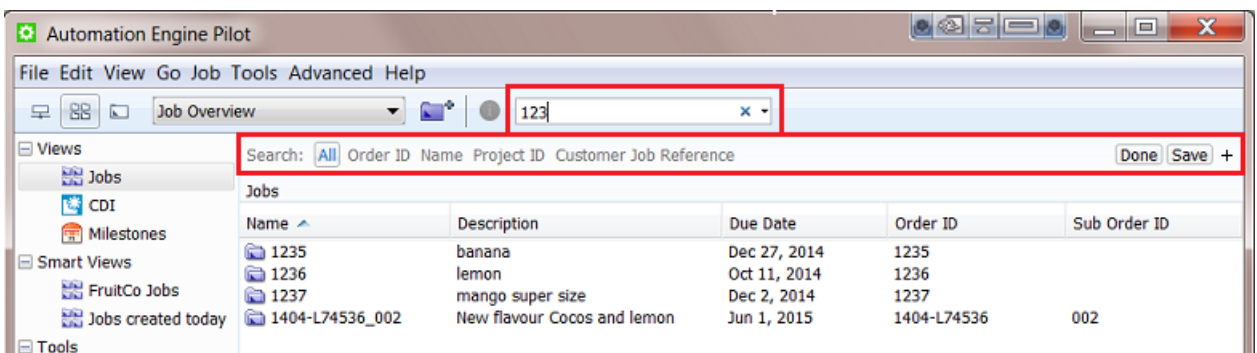 Automation Engine Pilot
File Edit View Go Job Tools Advanced Help
Job Overview 123
Views
Search: All Order ID Name Project ID Customer Job Reference Done Save +
Jobs
Jobs
CDI
Name Description Due Date Order ID Sub Order ID
Milestones
1235 banana Dec 27, 2014 1235
Smart Views
1236 lemon Oct 11, 2014 1236
FruitCo Jobs
1237 mango super size Dec 2, 2014 1237
Jobs created today
1404-L74536_002 New flavour Cocos and lemon Jun 1, 2015 1404-L74536 002
Tools